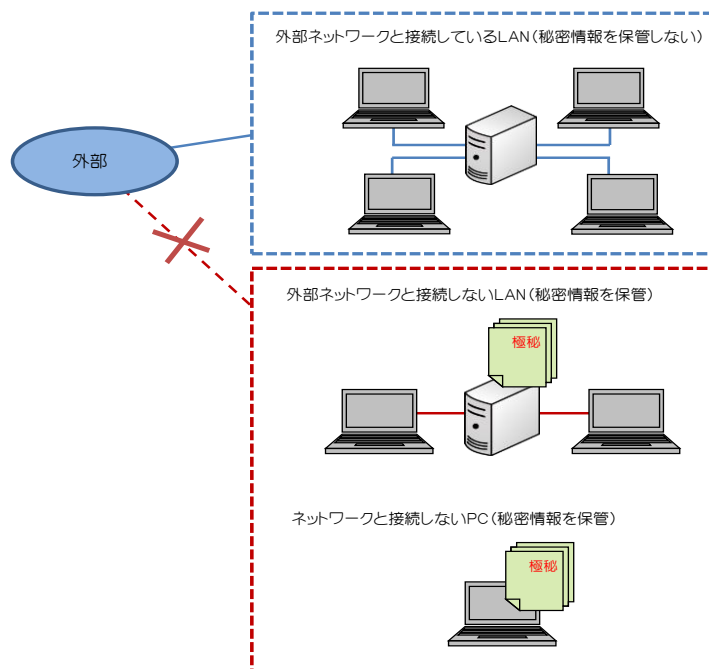 外部ネットワークと接続しているLAN(秘密情報を保管しない)
外部
外部ネットワークと接続しないLAN(秘密情報を保管)
極秘
ネットワークと接続しないPC(秘密情報を保管)
極秘